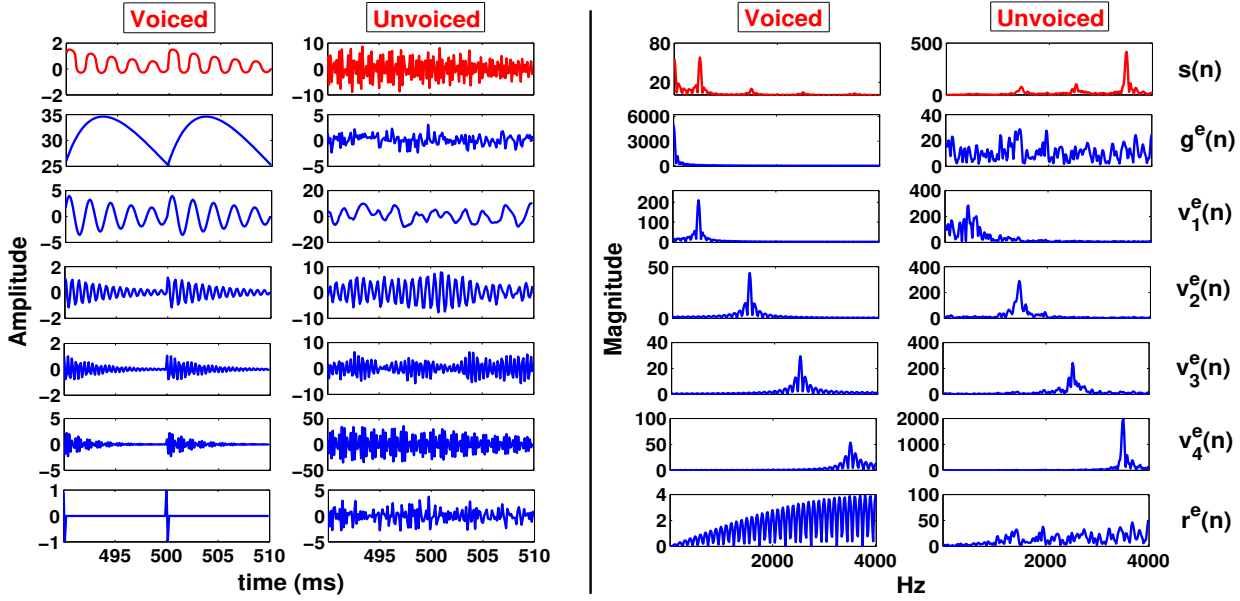 Voiced Unvoiced Voiced Unvoiced
2 0 −2 10 0 −10 80 20 500 0 s(n)
35 30 25 5 0 −5 6000 3000 0 40 20 0 g^e(n)
5 0 −5 20 0 −20 200 100 0 400 200 0 v_1^e(n)
2 0 −2 10 0 −10 50 0 400 200 0 v_2^e(n)
2 0 −2 10 0 −10 40 20 0 400 200 0 v_3^e(n)
5 0 −5 50 0 −50 100 50 0 2000 1000 0 v_4^e(n)
1 0 −1 5 0 −5 4 2 0 100 50 0 r^e(n)
495 500 505 510 495 500 505 510 2000 4000 2000 4000
time (ms) Hz
Amplitude
Magnitude